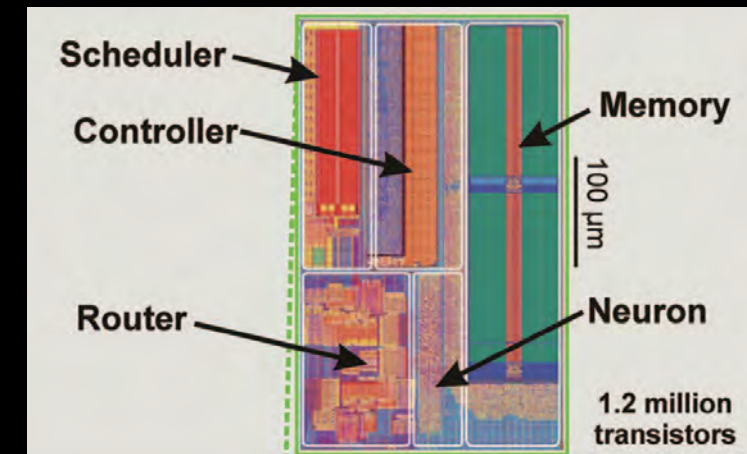 Scheduler
Controller
Router
Memory
100 µm
Neuron
1.2 million
transistors